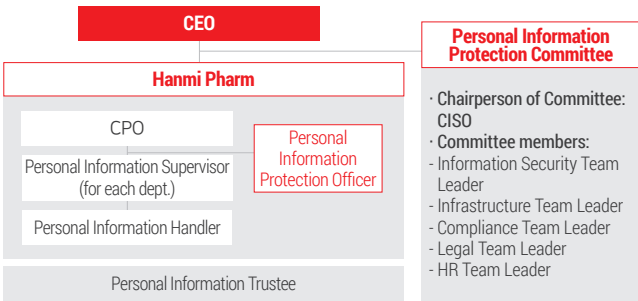 CEO
Hanmi Pharm
CPO
Personal Information Supervisor
(for each dept.)
Personal Information Handler
Personal
Information
Protection Officer
Personal Information Trustee
Personal Information
Protection Committee
· Chairperson of Committee:
CISO
· Committee members:
- Information Security Team
Leader
- Infrastructure Team Leader
- Compliance Team Leader
- Legal Team Leader
- HR Team Leader